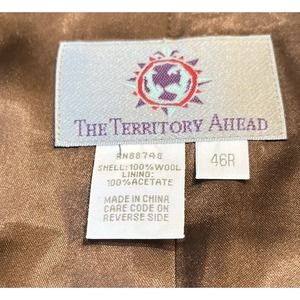 THE TERRITORY AHEAD
RN88748
SHELL:100%WOOL
LINING:
100%ACETATE
MADE IN CHINA
CARE CODE ON
REVERSE SIDE
46R